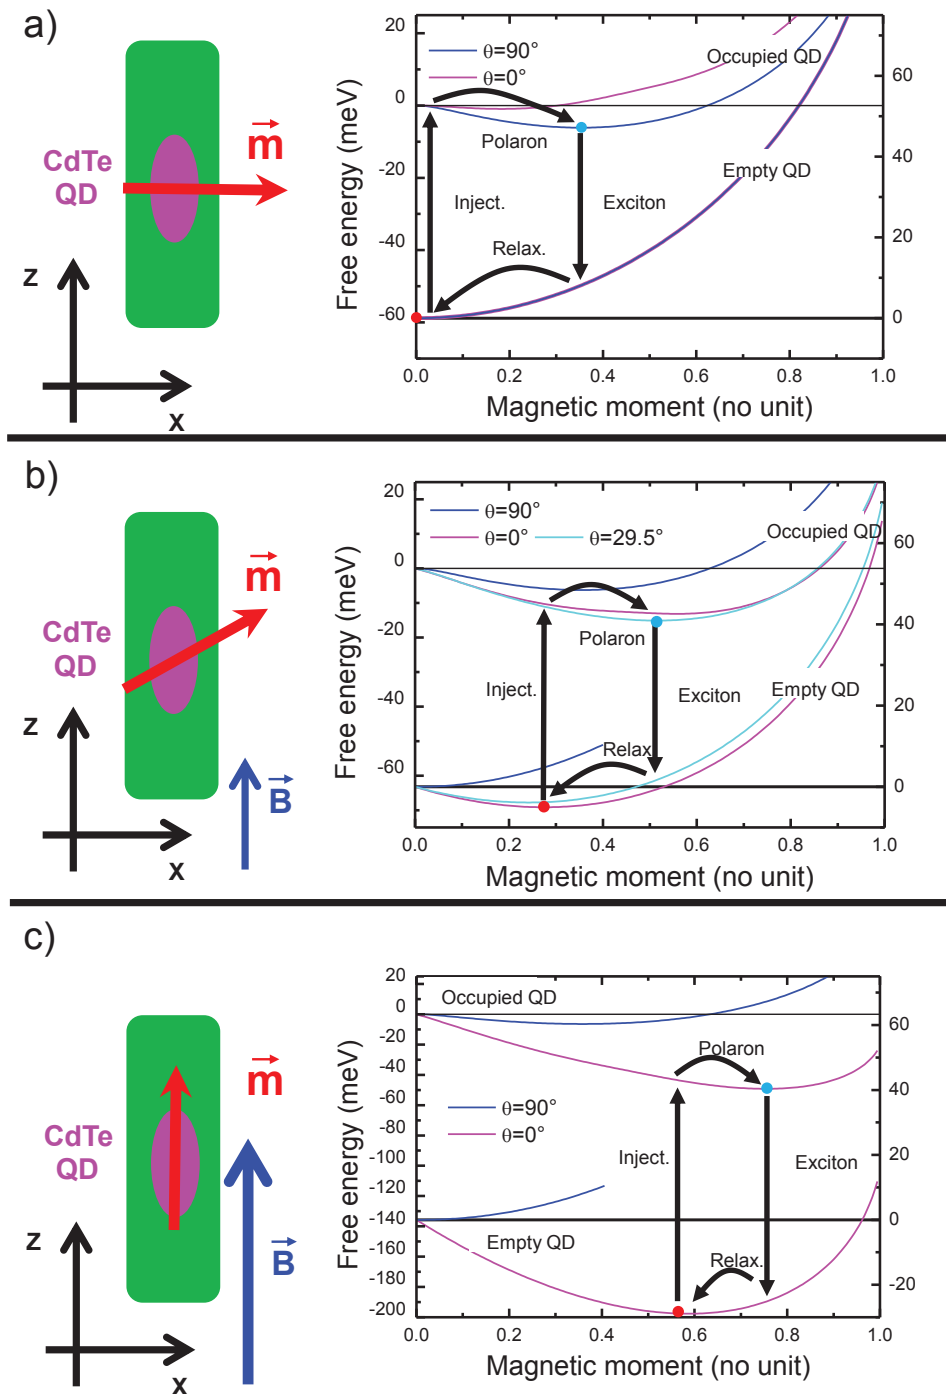 a)
CdTe
QD
m
z
x
θ=90°
θ=0°
Occupied QD
Polaron
Empty QD
Inject.
Exciton
Relax.
Free energy (meV)
20
0
-20
-40
-60
60
40
20
0
0.0 0.2 0.4 0.6 0.8 1.0
Magnetic moment (no unit)
b)
CdTe
QD
m
z
x
B
θ=90°
θ=0° θ=29.5°
Occupied QD
Polaron
Empty QD
Inject.
Exciton
Relax.
Free energy (meV)
20
0
-20
-40
-60
60
40
20
0
0.0 0.2 0.4 0.6 0.8 1.0
Magnetic moment (no unit)
c)
CdTe
QD
m
z
x
B
Occupied QD
Polaron
θ=90°
θ=0°
Inject.
Exciton
Empty QD
Relax.
Free energy (meV)
20
0
-20
-40
-60
-80
-100
-120
-140
-160
-180
-200
60
40
20
0
-20
0.0 0.2 0.4 0.6 0.8 1.0
Magnetic moment (no unit)